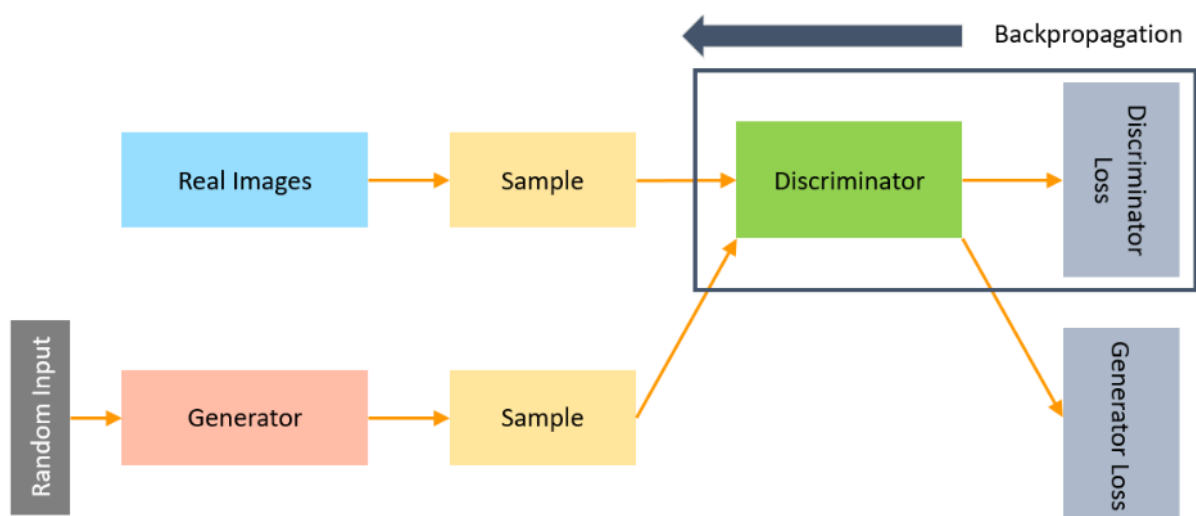 Backpropagation
Real Images
Sample
Discriminator
Discriminator
Loss
Random Input
Generator
Sample
Generator Loss